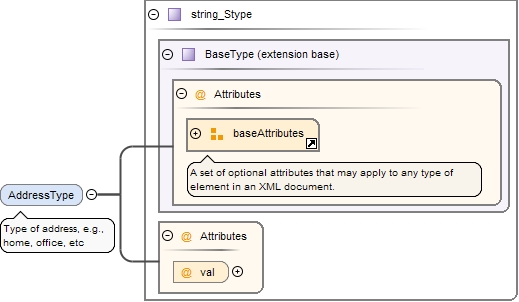 string_Stype
BaseType (extension base)
@ Attributes
baseAttributes
A set of optional attributes that may apply to any type of
element in an XML document.
AddressType
Type of address, e.g.,
home, office, etc
@ Attributes
@ val